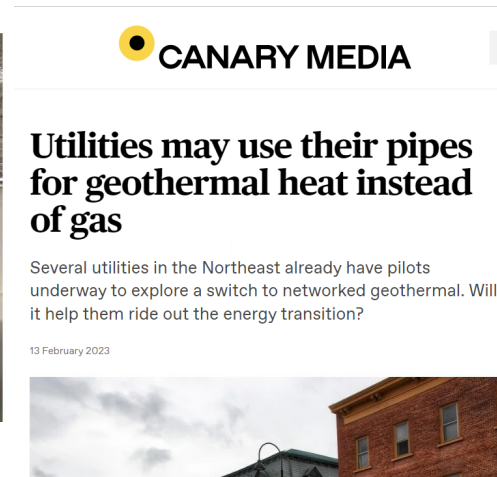 CANARY MEDIA
Utilities may use their pipes
for geothermal heat instead
of gas
Several utilities in the Northeast already have pilots
underway to explore a switch to networked geothermal. Will
it help them ride out the energy transition?
13 February 2023